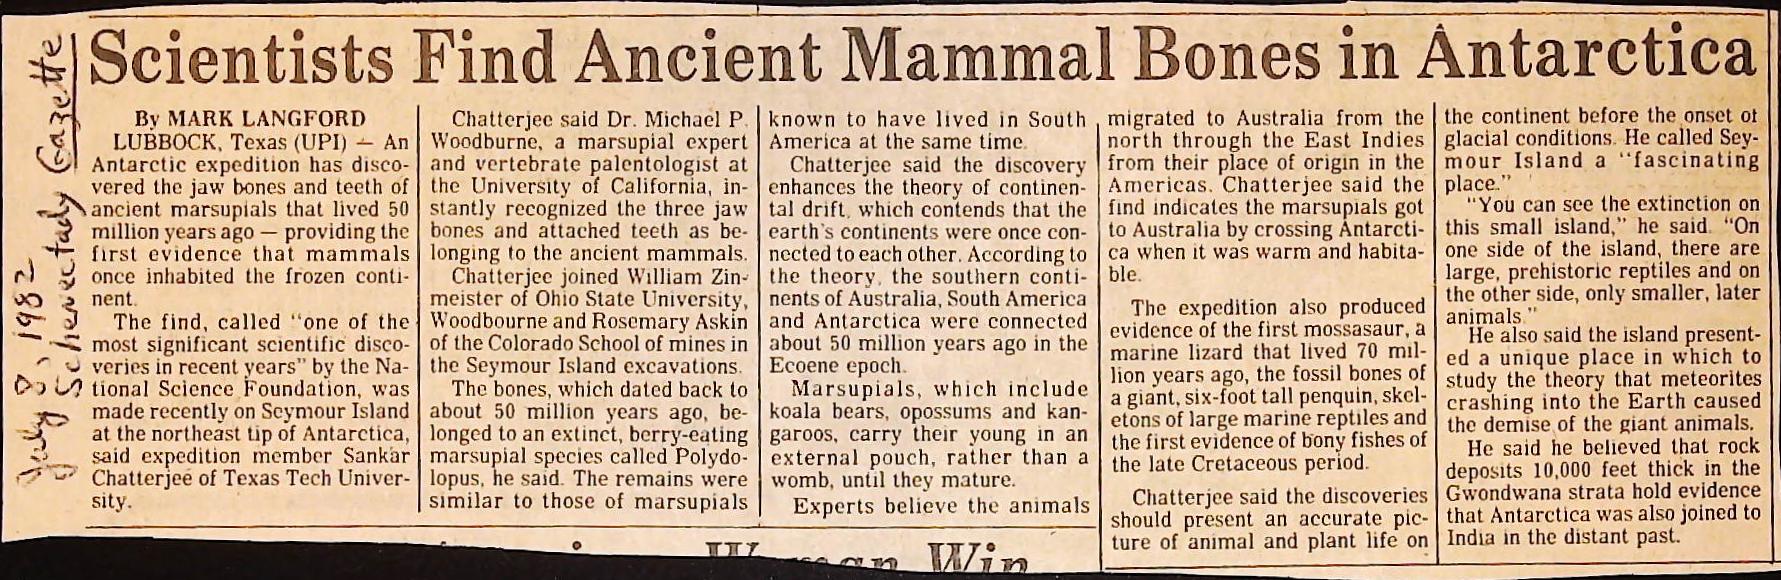 July 8, 1982
Schenectady Gazette
Scientists Find Ancient Mammal Bones in Antarctica
By MARK LANGFORD
LUBBOCK, Texas (UPI) — An
Antarctic expedition has disco-
vered the jaw bones and teeth of
ancient marsupials that lived 50
million years ago — providing the
first evidence that mammals
once inhabited the frozen conti-
nent.
The find, called "one of the
most significant scientific disco-
veries in recent years" by the Na-
tional Science Foundation, was
made recently on Seymour Island
at the northeast tip of Antarctica,
said expedition member Sankar
Chatterjee of Texas Tech Univer-
sity.
Chatterjee said Dr. Michael P.
Woodburne, a marsupial expert
and vertebrate palentologist at
the University of California, in-
stantly recognized the three jaw
bones and attached teeth as be-
longing to the ancient mammals.
Chatterjee joined William Zin-
meister of Ohio State University,
Woodbourne and Rosemary Askin
of the Colorado School of mines in
the Seymour Island excavations.
The bones, which dated back to
about 50 million years ago, be-
longed to an extinct, berry-eating
marsupial species called Polydo-
lopus, he said. The remains were
similar to those of marsupials
known to have lived in South
America at the same time.
Chatterjee said the discovery
enhances the theory of continen-
tal drift, which contends that the
earth's continents were once con-
nected to each other. According to
the theory, the southern conti-
nents of Australia, South America
and Antarctica were connected
about 50 million years ago in the
Ecoene epoch.
Marsupials, which include
koala bears, opossums and kan-
garoos, carry their young in an
external pouch, rather than a
womb, until they mature.
Experts believe the animals
migrated to Australia from the
north through the East Indies
from their place of origin in the
Americas. Chatterjee said the
find indicates the marsupials got
to Australia by crossing Antarcti-
ca when it was warm and habita-
ble.
The expedition also produced
evidence of the first mossasaur, a
marine lizard that lived 70 mil-
lion years ago, the fossil bones of
a giant, six-foot tall penquin, skel-
etons of large marine reptiles and
the first evidence of bony fishes of
the late Cretaceous period.
Chatterjee said the discoveries
should present an accurate pic-
ture of animal and plant life on
the continent before the onset of
glacial conditions. He called Sey-
mour Island a "fascinating
place."
"You can see the extinction on
this small island," he said. "On
one side of the island, there are
large, prehistoric reptiles and on
the other side, only smaller, later
animals."
He also said the island present-
ed a unique place in which to
study the theory that meteorites
crashing into the Earth caused
the demise of the giant animals.
He said he believed that rock
deposits 10,000 feet thick in the
Gwondwana strata hold evidence
that Antarctica was also joined to
India in the distant past.
Win